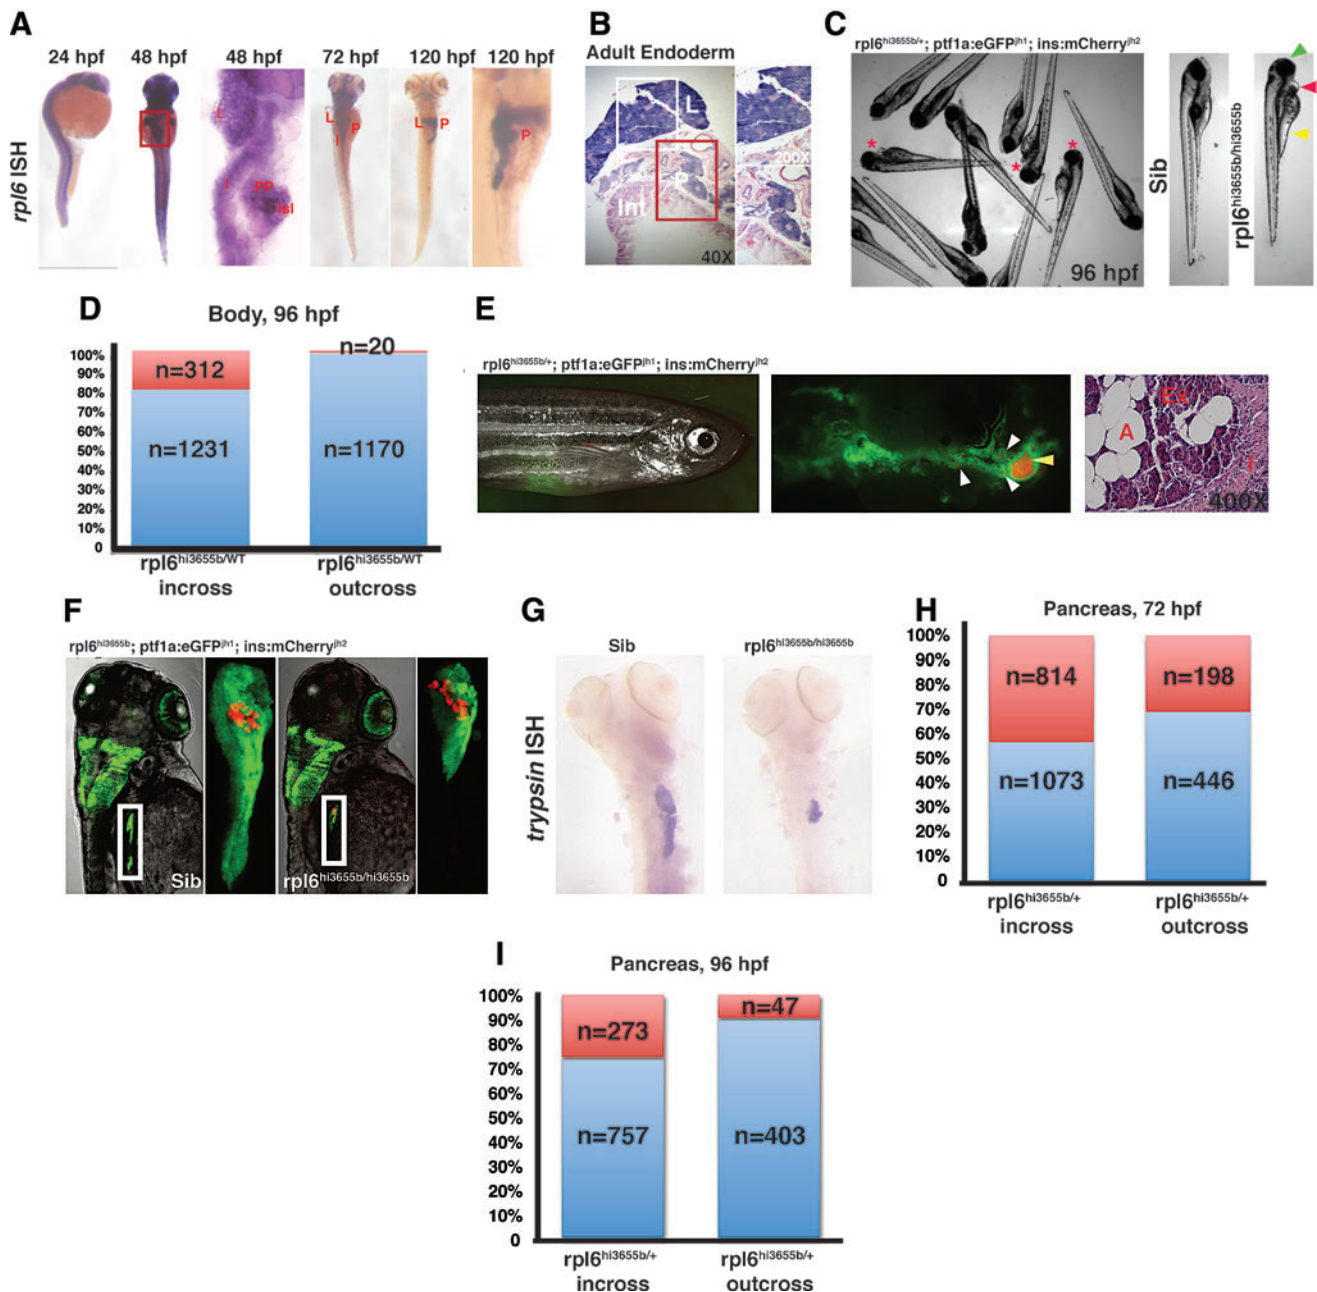 A
24 hpf 48 hpf 48 hpf 72 hpf 120 hpf 120 hpf
rpl6 ISH
L
I
PP
isl
L
P
I
L
P
P
B
Adult Endoderm
L
P
Int
40X
200X
C
rpl6hi3655b/+; ptf1a:eGFPjh1; ins:mCherryjh2
*
*
*
96 hpf
Sib
rpl6hi3655b/hi3655b
D
Body, 96 hpf
100%
90%
80%
70%
60%
50%
40%
30%
20%
10%
0
n=312
n=1231
n=20
n=1170
rpl6hi3655b/WT
incross
rpl6hi3655b/WT
outcross
E
rpl6hi3655b/+; ptf1a:eGFPjh1; ins:mCherryjh2
Ex
A
I
400X
F
rpl6hi3655b; ptf1a:eGFPjh1; ins:mCherryjh2
Sib
rpl6hi3655b/hi3655b
G
Sib
rpl6hi3655b/hi3655b
trypsin ISH
H
Pancreas, 72 hpf
100%
90%
80%
70%
60%
50%
40%
30%
20%
10%
0
n=814
n=1073
n=198
n=446
rpl6hi3655b/+
incross
rpl6hi3655b/+
outcross
I
Pancreas, 96 hpf
100%
90%
80%
70%
60%
50%
40%
30%
20%
10%
0
n=273
n=757
n=47
n=403
rpl6hi3655b/+
incross
rpl6hi3655b/+
outcross